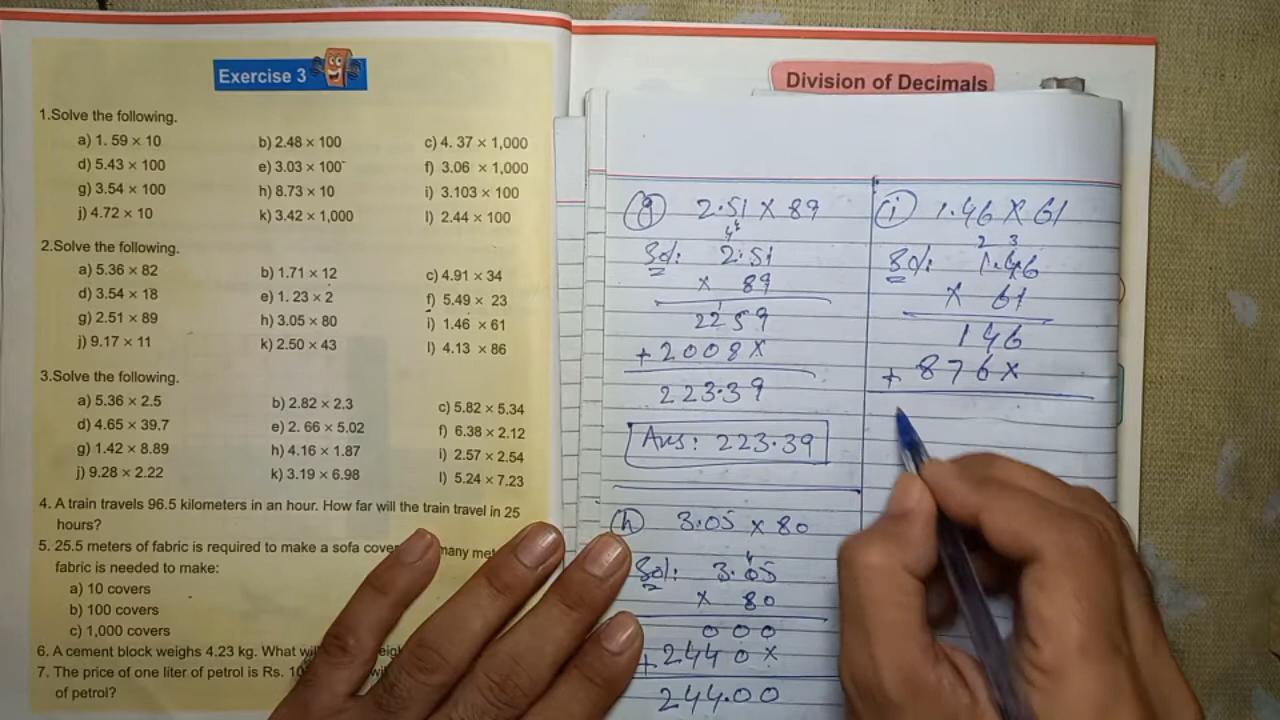 Exercise 3
1.Solve the following.
a) 1. 59 × 10 b) 2.48 × 100 c) 4. 37 × 1,000
d) 5.43 × 100 e) 3.03 × 100 f) 3.06 × 1,000
g) 3.54 × 100 h) 8.73 × 10 i) 3.103 × 100
j) 4.72 × 10 k) 3.42 × 1,000 l) 2.44 × 100
2.Solve the following.
a) 5.36 × 82 b) 1.71 × 12 c) 4.91 × 34
d) 3.54 × 18 e) 1. 23 × 2 f) 5.49 × 23
g) 2.51 × 89 h) 3.05 × 80 i) 1.46 × 61
j) 9.17 × 11 k) 2.50 × 43 l) 4.13 × 86
3.Solve the following.
a) 5.36 × 2.5 b) 2.82 × 2.3 c) 5.82 × 5.34
d) 4.65 × 39.7 e) 2. 66 × 5.02 f) 6.38 × 2.12
g) 1.42 × 8.89 h) 4.16 × 1.87 i) 2.57 × 2.54
j) 9.28 × 2.22 k) 3.19 × 6.98 l) 5.24 × 7.23
4. A train travels 96.5 kilometers in an hour. How far will the train travel in 25
hours?
5. 25.5 meters of fabric is required to make a sofa cover many
fabric is needed to make:
a) 10 covers
b) 100 covers
c) 1,000 covers
6. A cement block weighs 4.23 kg. What
7. The price of one liter of petrol is Rs.
of petrol?
Division of Decimals
g 2.51 × 89
4
Sol: 2.51
× 89
1
2259
+ 2008×
223.39
Ans: 223.39
h 3.05 × 80
4
Sol: 3.05
× 80
000
+ 2440×
244.00
i 1.46 × 61
2 3
Sol: 1.46
× 61
146
+ 876×